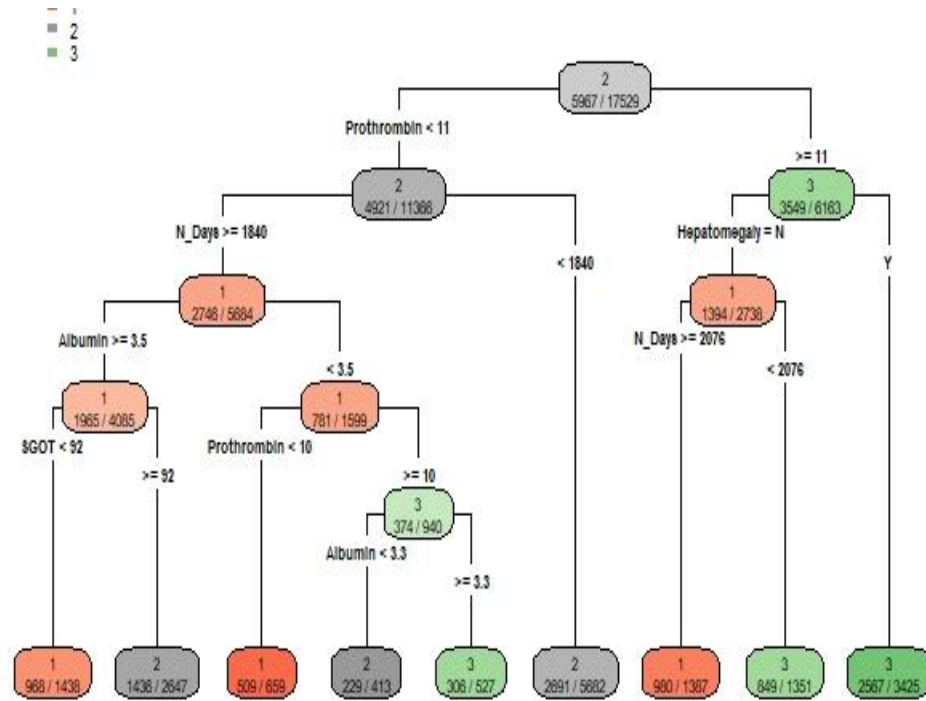 2
3
2
5967 / 17529
Prothrombin < 11
>= 11
2
4921 / 11366
3
3549 / 6163
N_Days >= 1840
< 1840
Hepatomegaly = N
Y
1
2746 / 5684
1
1394 / 2738
Albumin >= 3.5
< 3.5
N_Days >= 2076
< 2076
1
1965 / 4085
1
781 / 1599
SGOT < 92
>= 92
Prothrombin < 10
>= 10
3
374 / 940
Albumin < 3.3
>= 3.3
1
968 / 1438
2
1436 / 2647
1
509 / 659
2
229 / 413
3
306 / 527
2
2691 / 5682
1
980 / 1387
3
849 / 1351
3
2567 / 3425